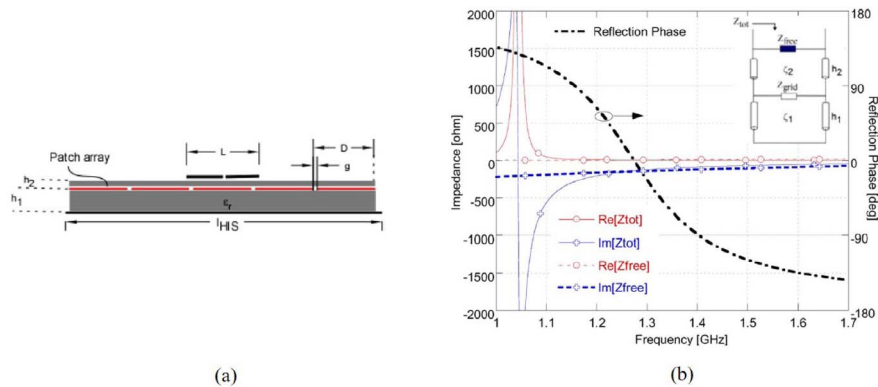 L
D
g
Patch array
h2
h1
εr
lHIS
(a)
2000
1500
1000
500
0
-500
-1000
-1500
-2000
Impedance [ohm]
1
1.1
1.2
1.3
1.4
1.5
1.6
1.7
Frequency [GHz]
180
90
0
-90
-180
Reflection Phase [deg]
Reflection Phase
Re[Ztot]
Im[Ztot]
Re[Zfree]
Im[Zfree]
Ztot
Zfree
ζ2
h2
Zgrid
ζ1
h1
(b)